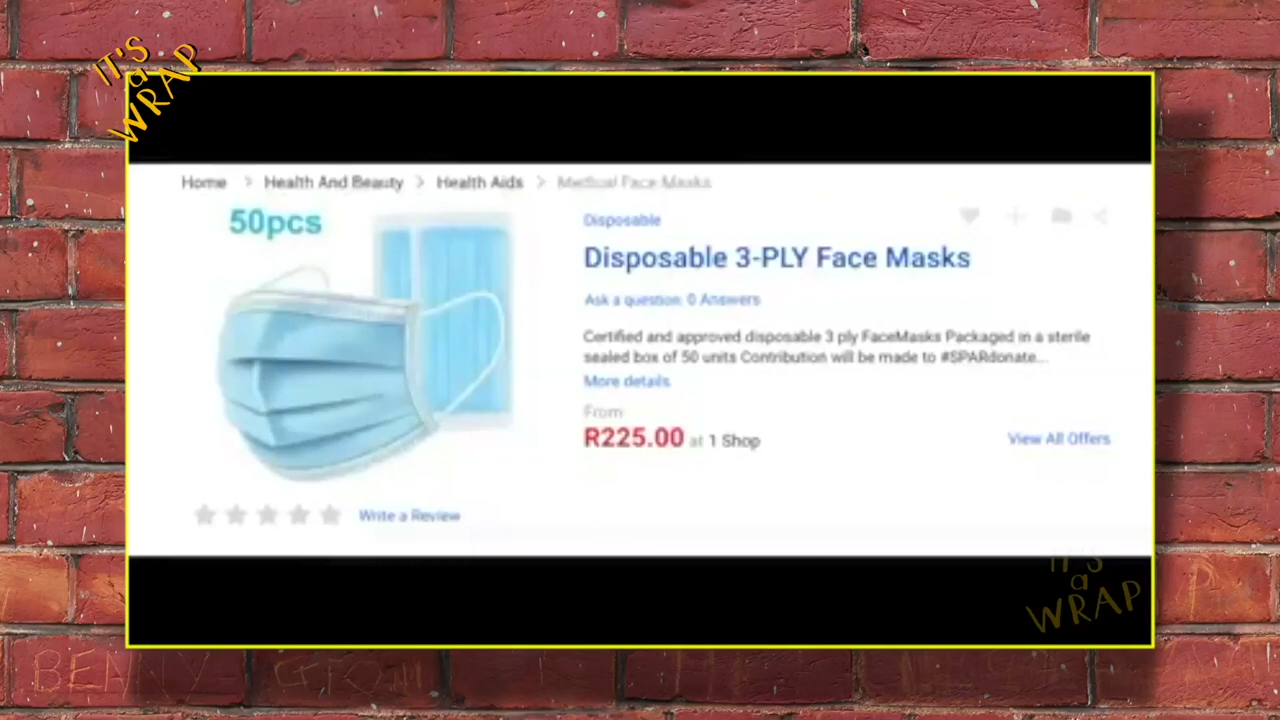 IT'S
a
WRAP
Home > Health And Beauty > Health Aids > Medical Face Masks
50pcs
Disposable
Disposable 3-PLY Face Masks
Ask a question: 0 Answers
Certified and approved disposable 3 ply FaceMasks Packaged in a sterile
sealed box of 50 units Contribution will be made to #SPARdonate...
More details
From
R225.00 at 1 Shop
View All Offers
Write a Review
IT'S
a
WRAP